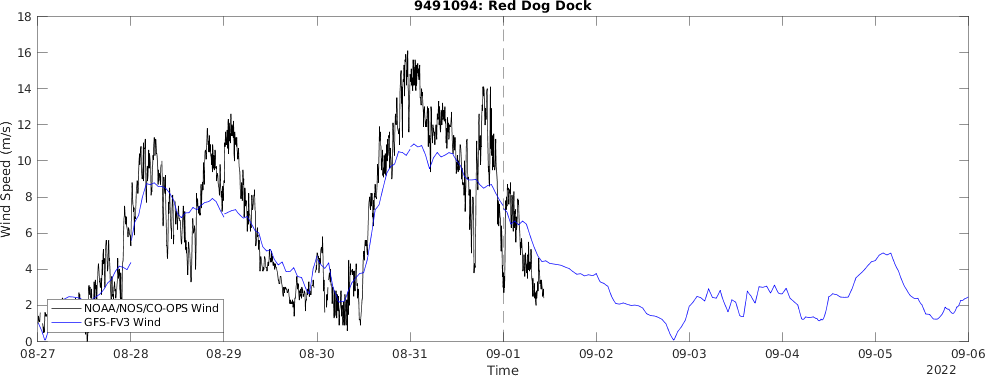 9491094: Red Dog Dock
Wind Speed (m/s)
18
16
14
12
10
8
6
4
2
0
NOAA/NOS/CO-OPS Wind
GFS-FV3 Wind
08-27 08-28 08-29 08-30 08-31 09-01 09-02 09-03 09-04 09-05 09-06
Time
2022